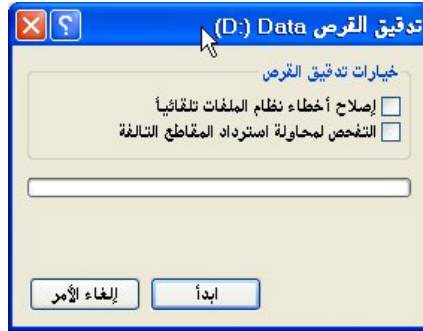 تدقيق القرص Data (D:)
خيارات تدقيق القرص
إصلاح أخطاء نظام الملفات تلقائياً
التفحص لمحاولة استرداد المقاطع التالفة
ابدأ
إلغاء الأمر